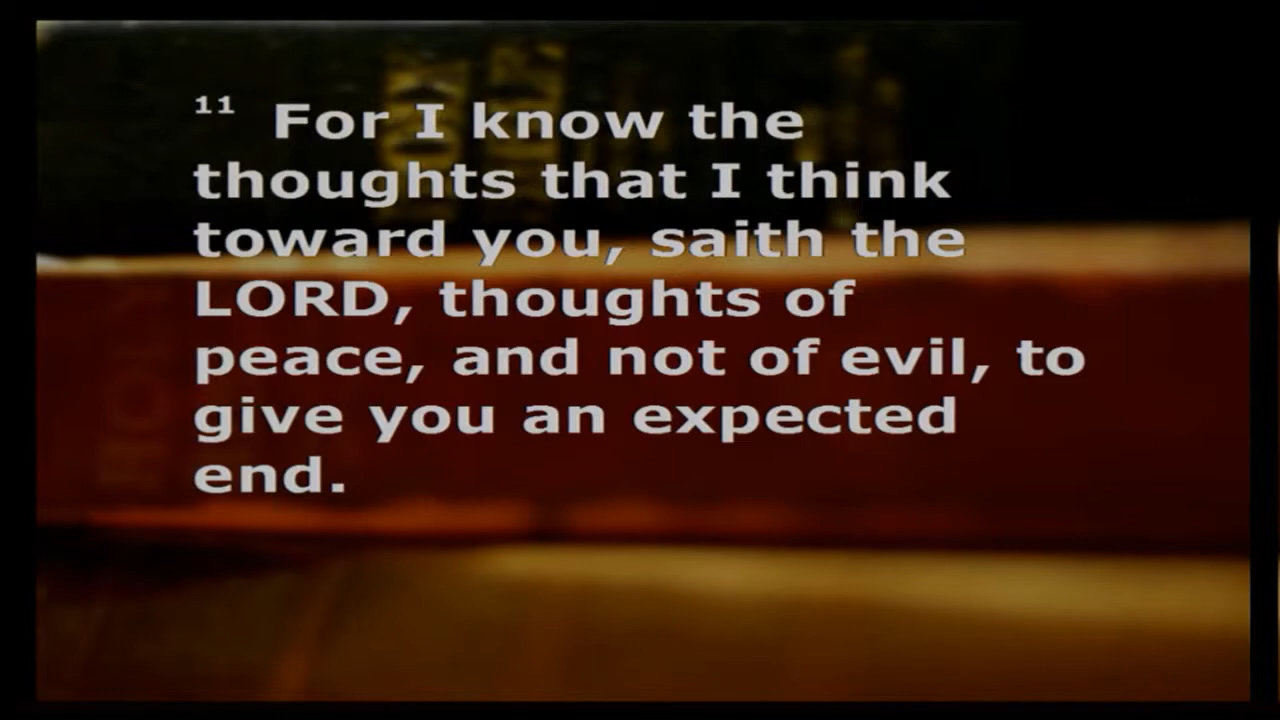 11 For I know the
thoughts that I think
toward you, saith the
LORD, thoughts of
peace, and not of evil, to
give you an expected
end.